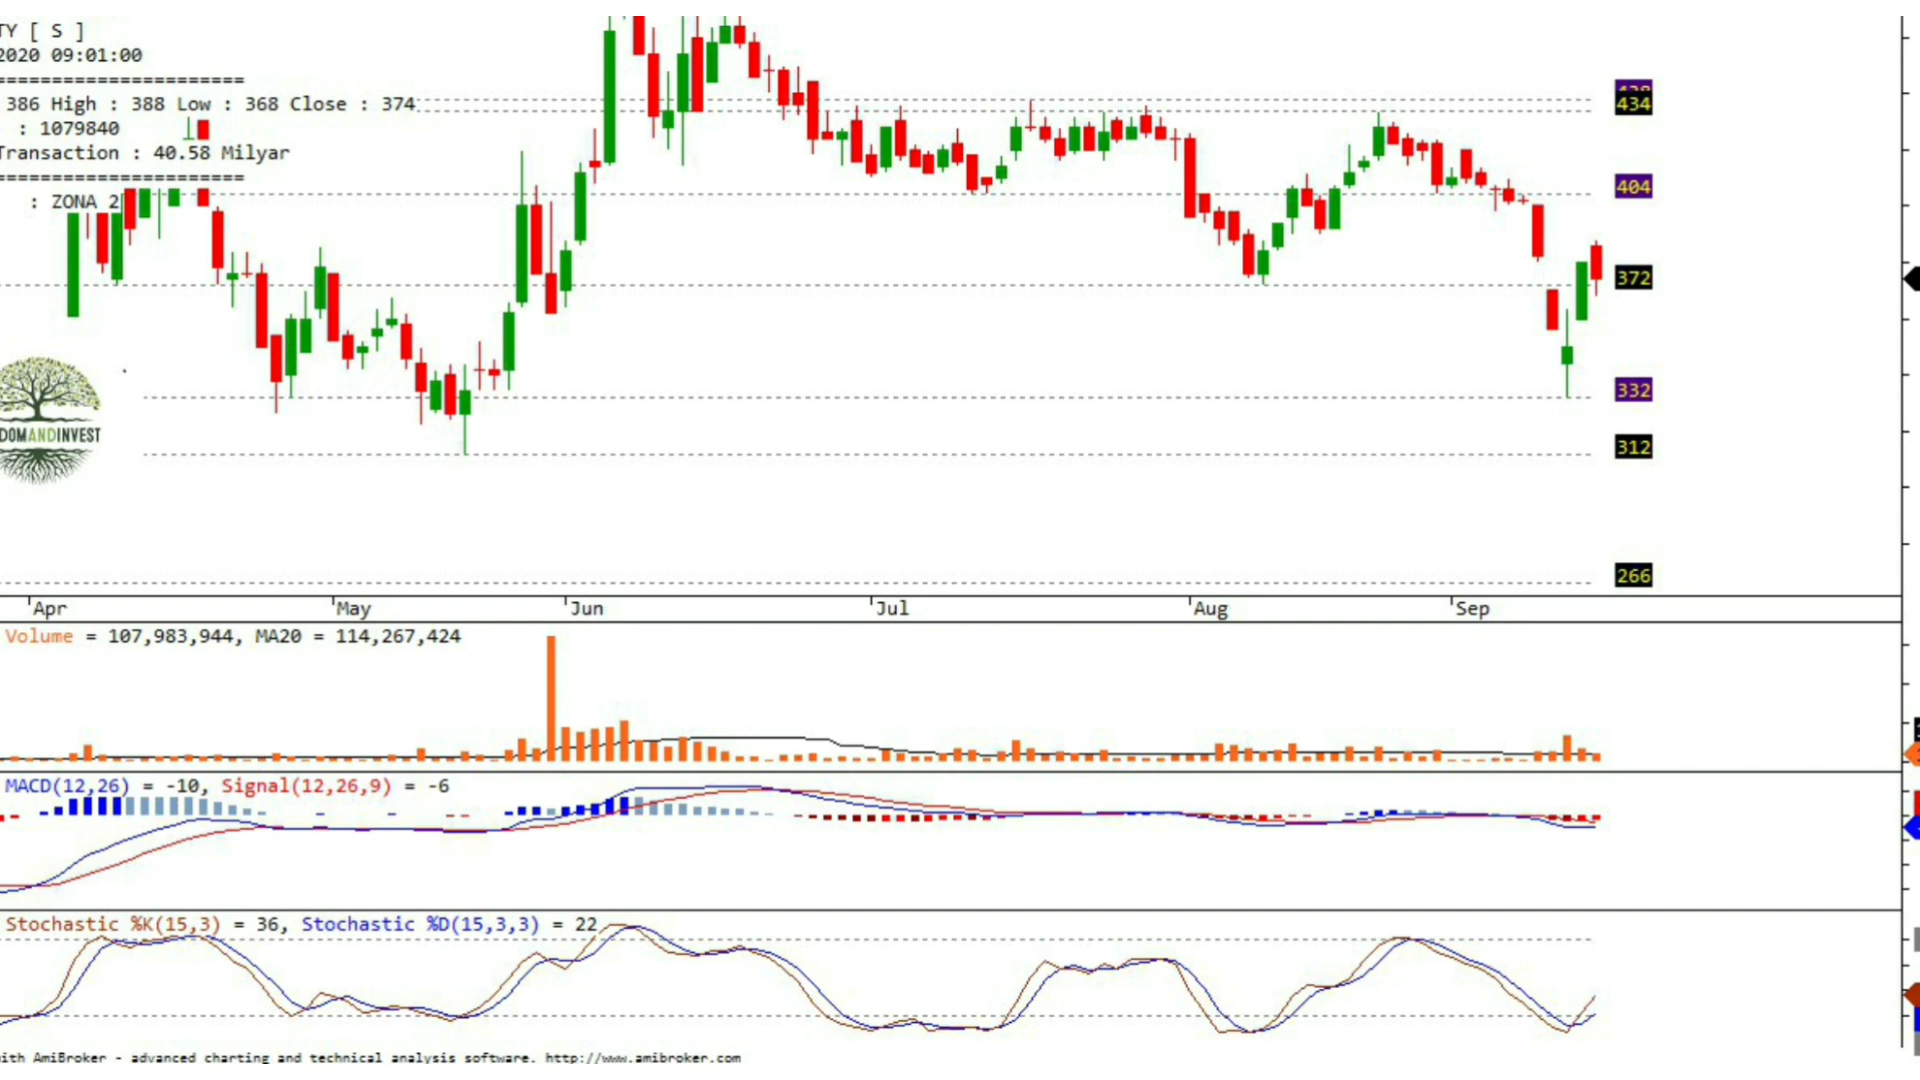 TY [ S ]
2020 09:01:00
======================
386 High : 388 Low : 368 Close : 374
: 1079840
Transaction : 40.58 Milyar
======================
: ZONA 2
434
404
372
DOMANDINVEST
332
312
266
Apr May Jun Jul Aug Sep
Volume = 107,983,944, MA20 = 114,267,424
MACD(12,26) = -10, Signal(12,26,9) = -6
Stochastic %K(15,3) = 36, Stochastic %D(15,3,3) = 22
with AmiBroker - advanced charting and technical analysis software. http://www.amibroker.com